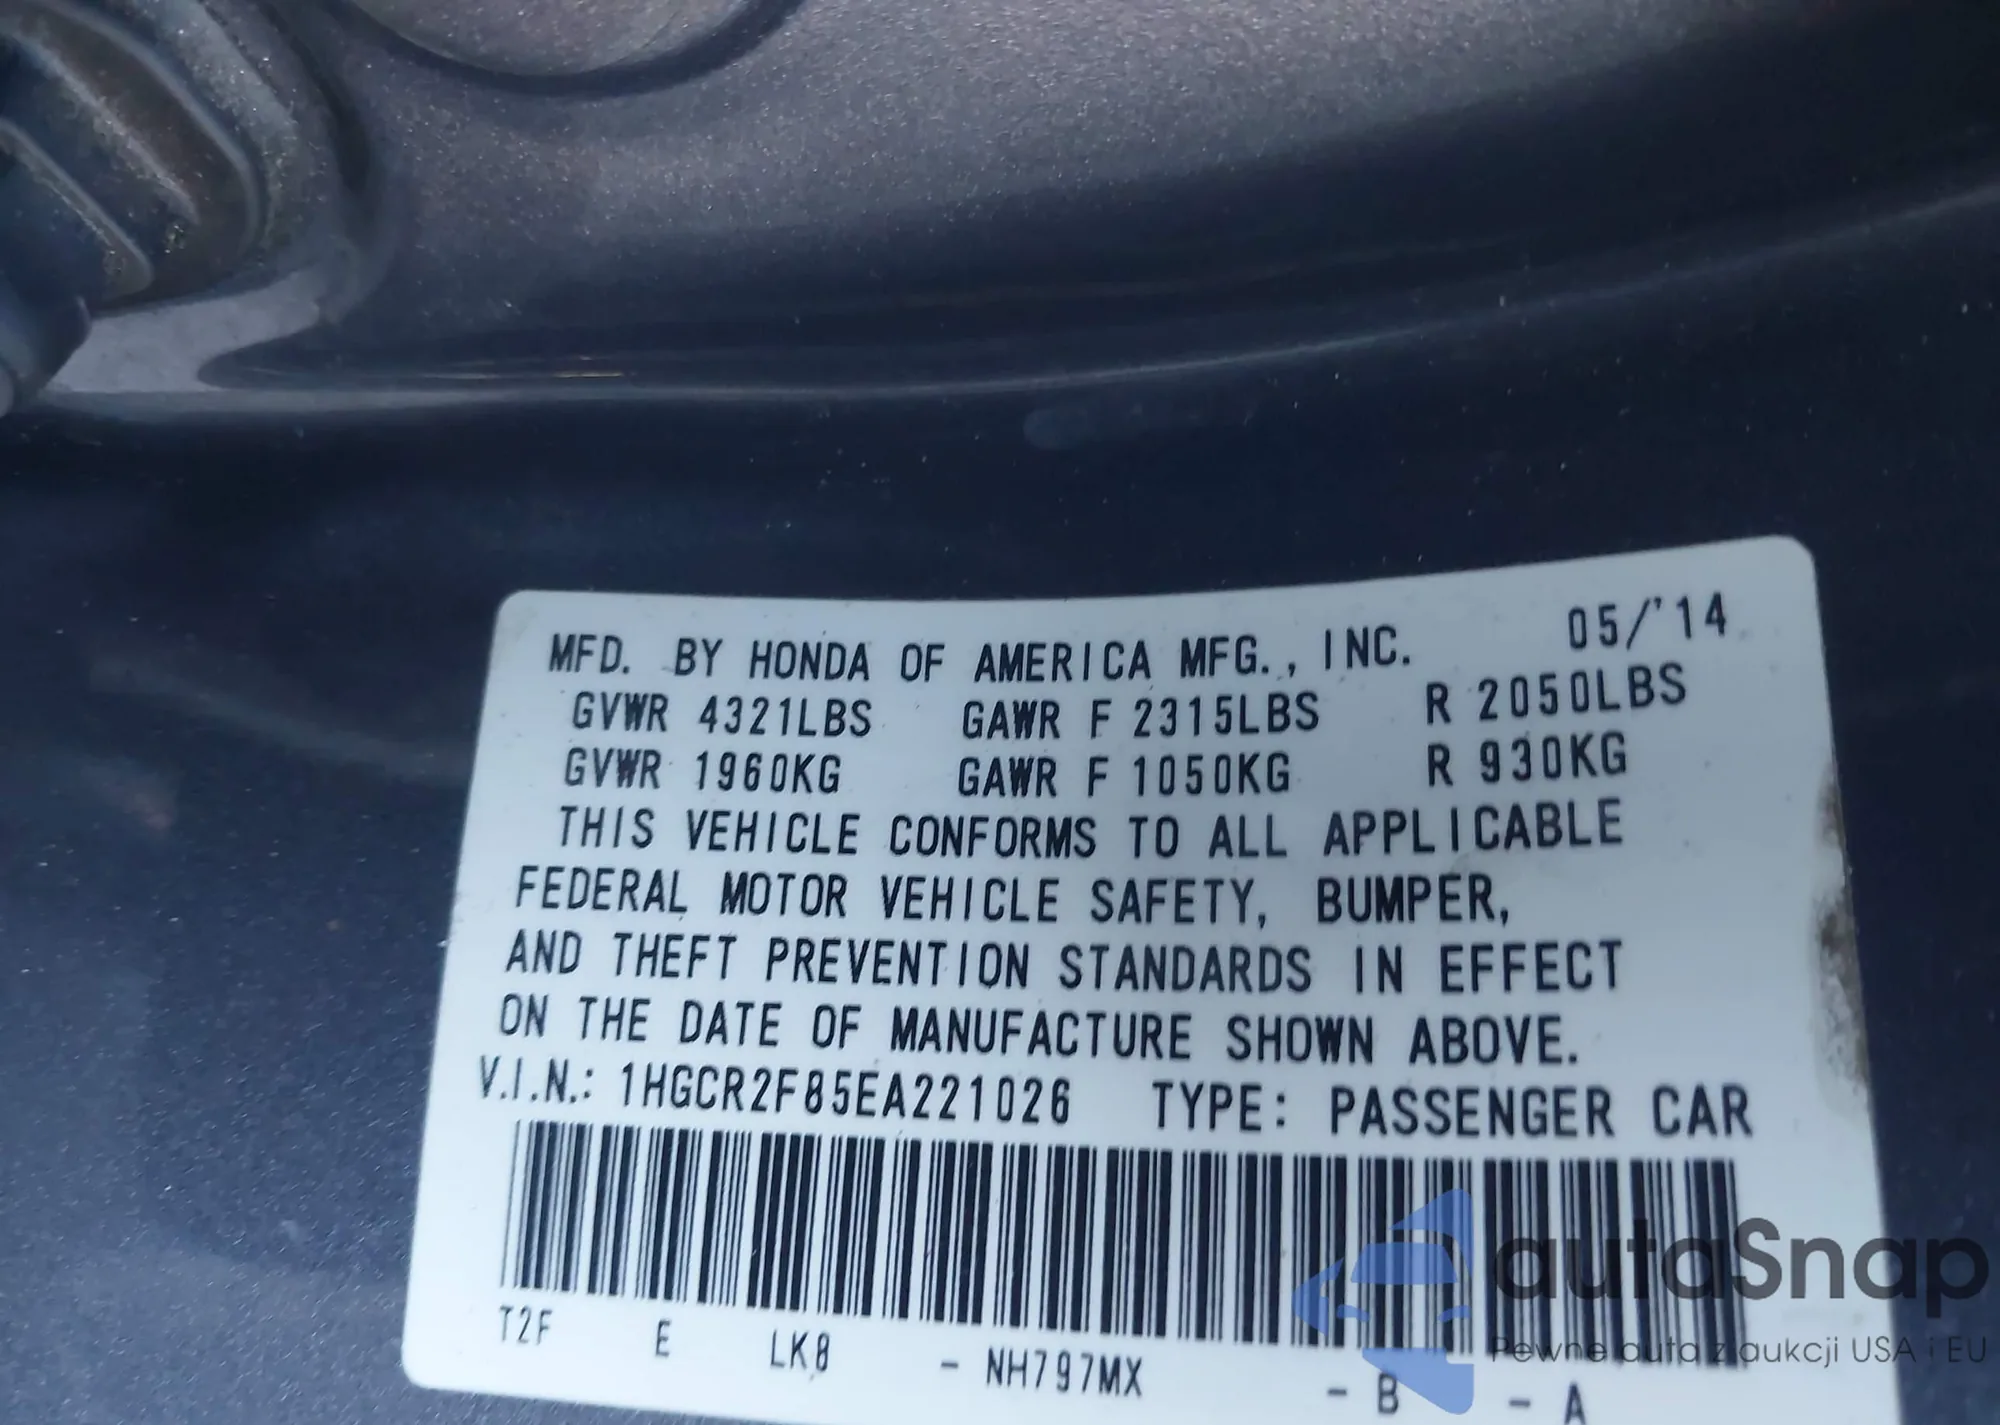 MFD. BY HONDA OF AMERICA MFG., INC. 05/'14
GVWR 4321LBS GAWR F 2315LBS R 2050LBS
GVWR 1960KG GAWR F 1050KG R 930KG
THIS VEHICLE CONFORMS TO ALL APPLICABLE
FEDERAL MOTOR VEHICLE SAFETY, BUMPER,
AND THEFT PREVENTION STANDARDS IN EFFECT
ON THE DATE OF MANUFACTURE SHOWN ABOVE.
V.I.N.: 1HGCR2F85EA221026 TYPE: PASSENGER CAR
T2F E LK8 - NH797MX - B - A
autaSnap
Pewne auta z aukcji USA i EU